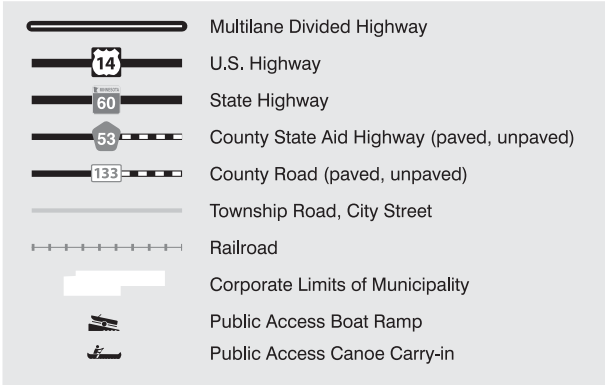 Multilane Divided Highway
14 U.S. Highway
60 State Highway
53 County State Aid Highway (paved, unpaved)
133 County Road (paved, unpaved)
Township Road, City Street
Railroad
Corporate Limits of Municipality
Public Access Boat Ramp
Public Access Canoe Carry-in